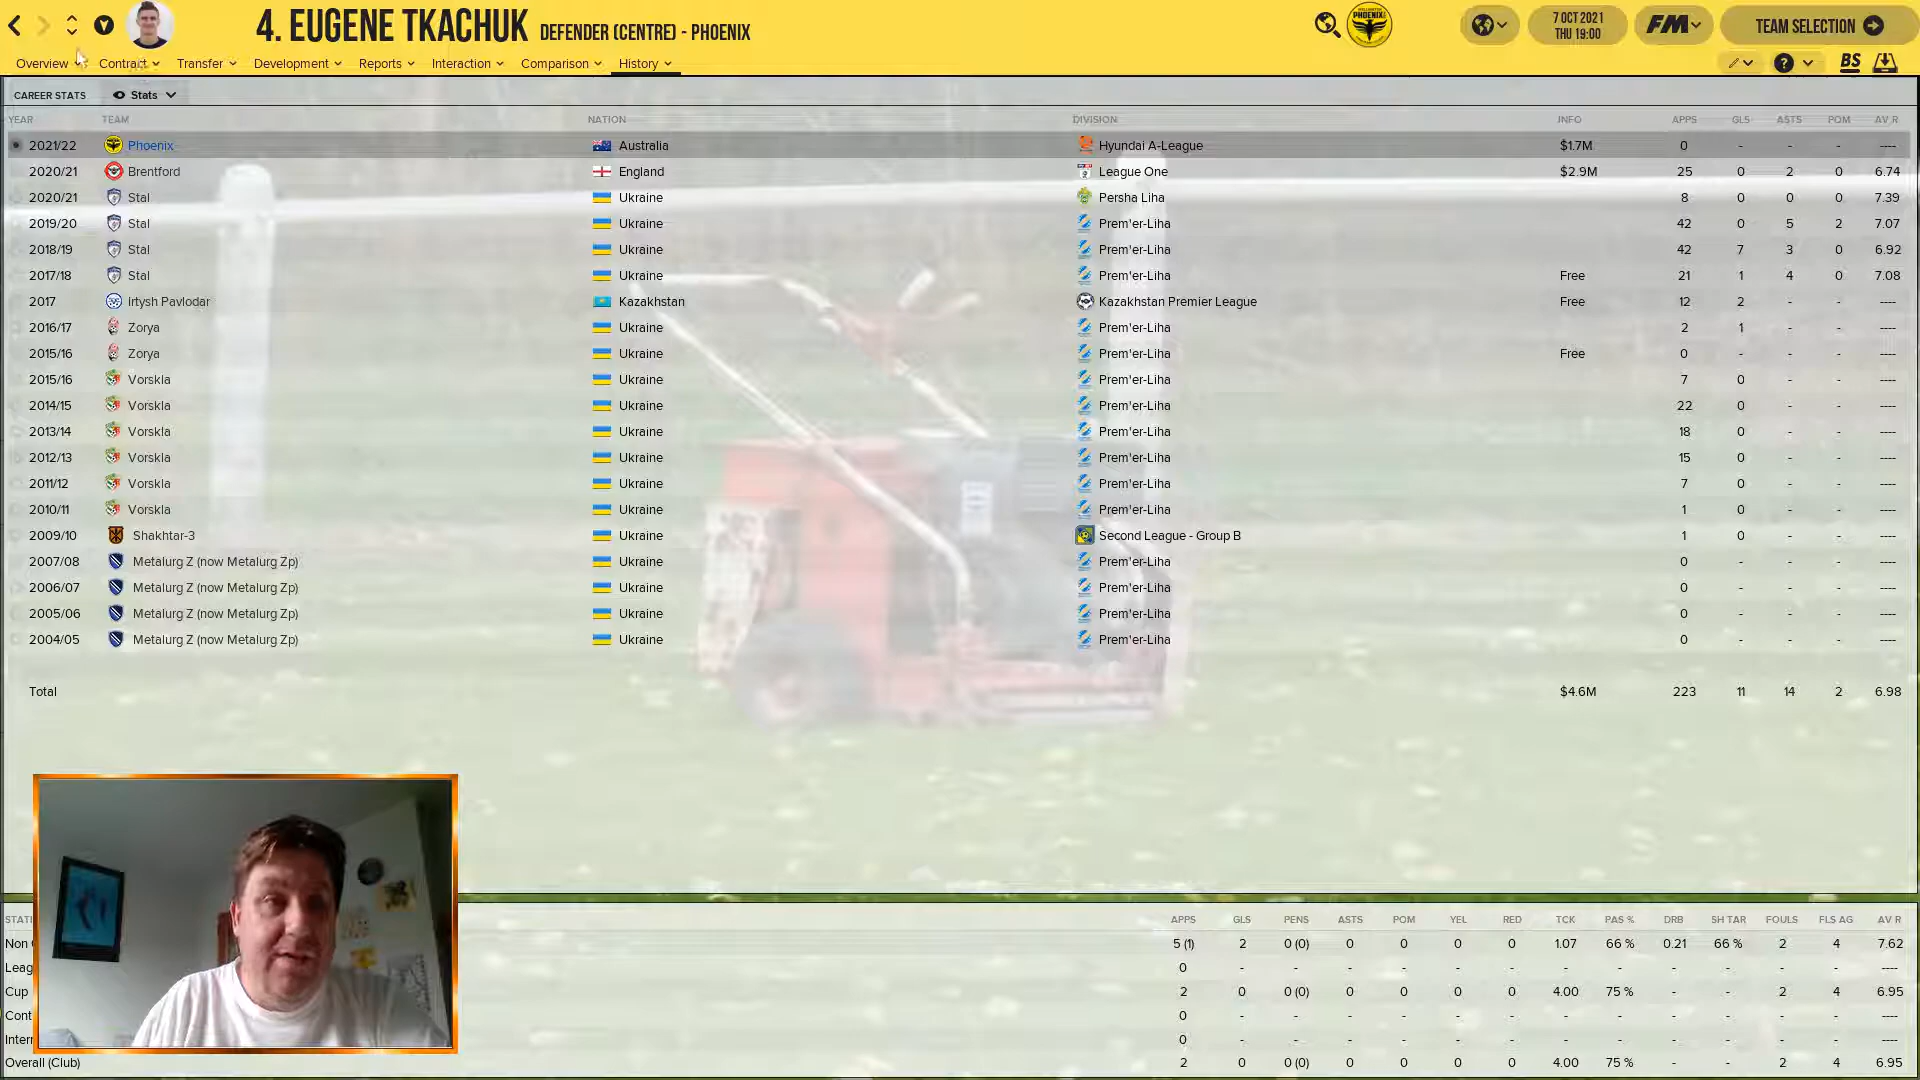 4. EUGENE TKACHUK DEFENDER (CENTRE) - PHOENIX
7 OCT 2021
THU 19:00
FM
TEAM SELECTION
Overview Contract Transfer Development Reports Interaction Comparison History
BS
CAREER STATS Stats
YEAR TEAM NATION DIVISION INFO APPS GLS ASTS POM AV R
2021/22 Phoenix Australia Hyundai A-League $1.7M 0 - - - ----
2020/21 Brentford England League One $2.9M 25 0 2 0 6.74
2020/21 Stal Ukraine Persha Liha 8 0 0 0 7.39
2019/20 Stal Ukraine Prem'er-Liha 42 0 5 2 7.07
2018/19 Stal Ukraine Prem'er-Liha 42 7 3 0 6.92
2017/18 Stal Ukraine Prem'er-Liha Free 21 1 4 0 7.08
2017 Irtysh Pavlodar Kazakhstan Kazakhstan Premier League Free 12 2 - - ----
2016/17 Zorya Ukraine Prem'er-Liha 2 1 - - ----
2015/16 Zorya Ukraine Prem'er-Liha Free 0 - - - ----
2015/16 Vorskla Ukraine Prem'er-Liha 7 0 - - ----
2014/15 Vorskla Ukraine Prem'er-Liha 22 0 - - ----
2013/14 Vorskla Ukraine Prem'er-Liha 18 0 - - ----
2012/13 Vorskla Ukraine Prem'er-Liha 15 0 - - ----
2011/12 Vorskla Ukraine Prem'er-Liha 7 0 - - ----
2010/11 Vorskla Ukraine Prem'er-Liha 1 0 - - ----
2009/10 Shakhtar-3 Ukraine Second League - Group B 1 0 - - ----
2007/08 Metalurg Z (now Metalurg Zp) Ukraine Prem'er-Liha 0 - - - ----
2006/07 Metalurg Z (now Metalurg Zp) Ukraine Prem'er-Liha 0 - - - ----
2005/06 Metalurg Z (now Metalurg Zp) Ukraine Prem'er-Liha 0 - - - ----
2004/05 Metalurg Z (now Metalurg Zp) Ukraine Prem'er-Liha 0 - - - ----
Total $4.6M 223 11 14 2 6.98
STATI APPS GLS PENS ASTS POM YEL RED TCK PAS % DRB SH TAR FOULS FLS AG AV R
Non 5 (1) 2 0 (0) 0 0 0 0 1.07 66 % 0.21 66 % 2 4 7.62
Leag 0 - - - - - - - - - - - - ----
Cup 2 0 0 (0) 0 0 0 0 4.00 75 % - - 2 4 6.95
Cont 0 - - - - - - - - - - - - ----
Inter 0 - - - - - - - - - - - - ----
Overall (Club) 2 0 0 (0) 0 0 0 0 4.00 75 % - - 2 4 6.95